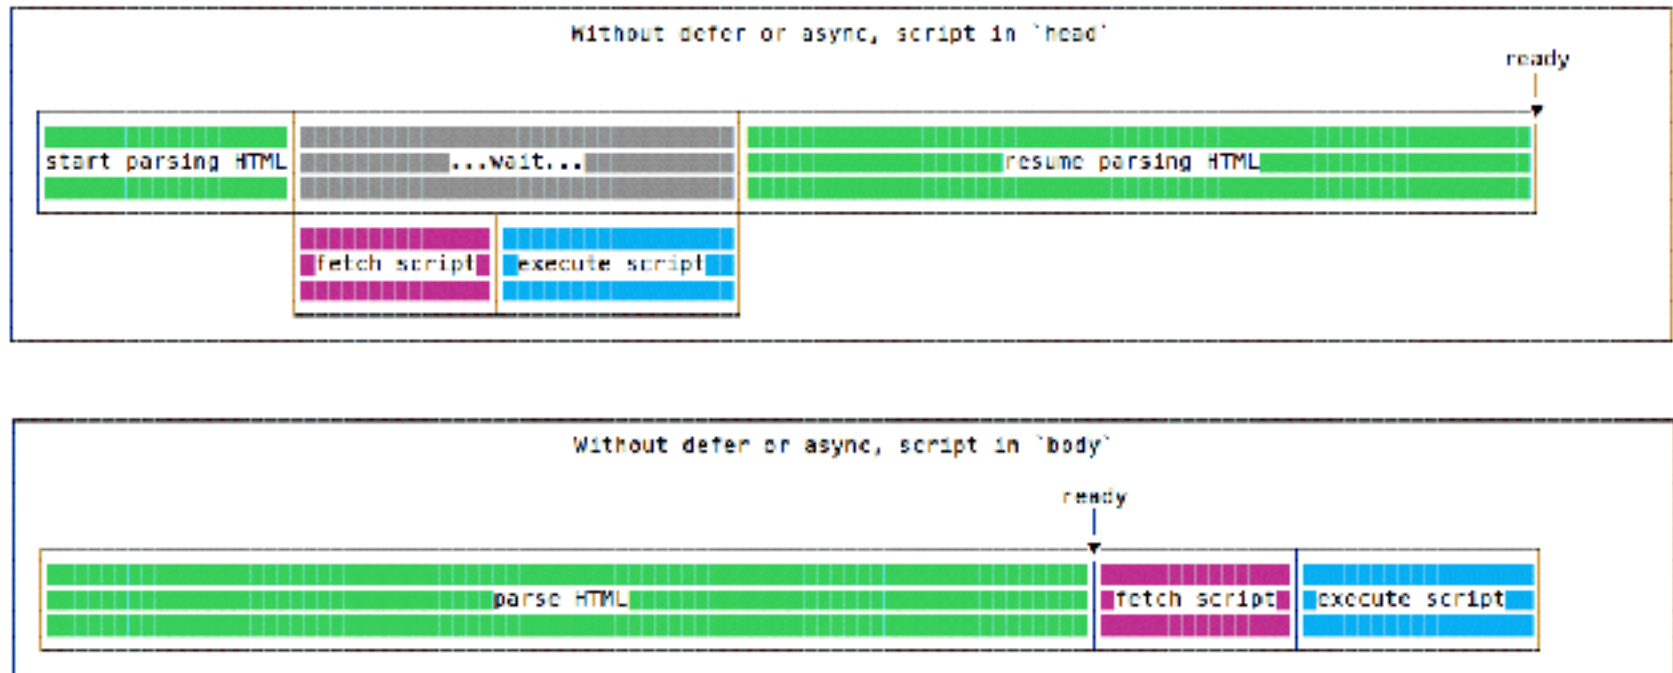 Without defer or async, script in `head`
ready
start parsing HTML
...wait...
resume parsing HTML
fetch script
execute script
Without defer or async, script in `body`
ready
parse HTML
fetch script
execute script